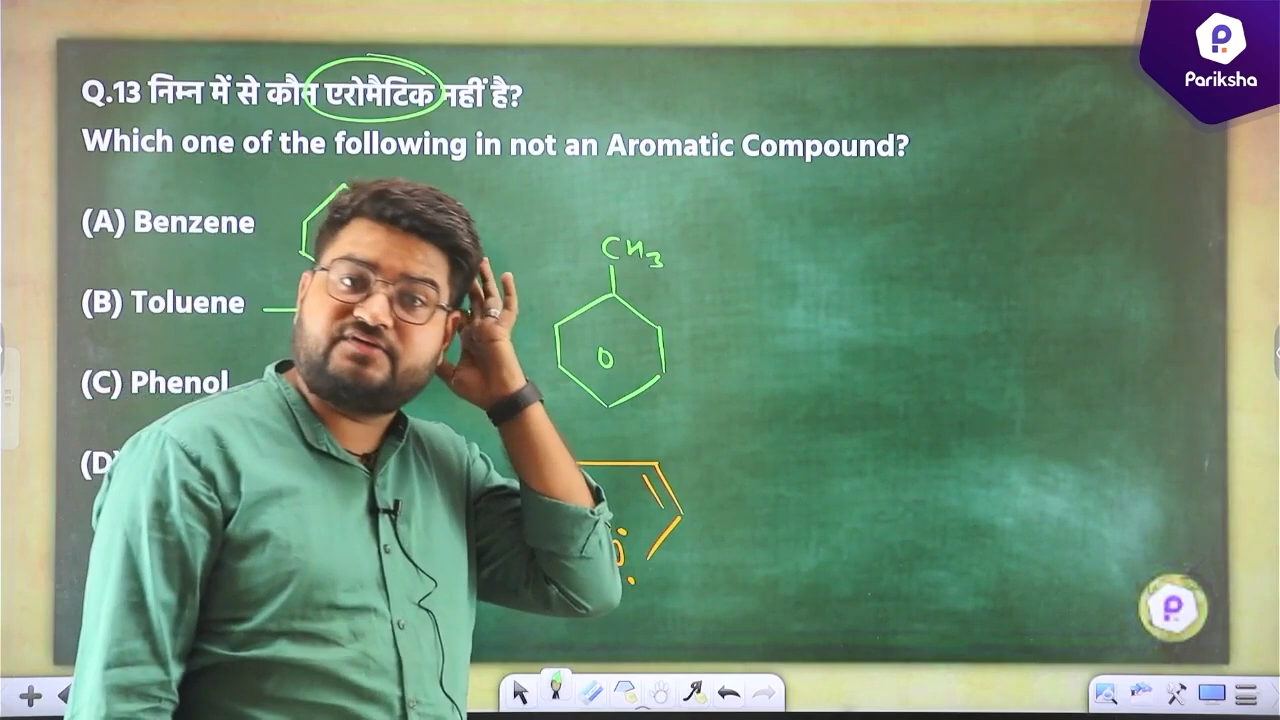 Pariksha
Q.13 निम्न में से कौन एरोमैटिक नहीं है?
Which one of the following in not an Aromatic Compound?
(A) Benzene
CH3
(B) Toluene
(C) Phenol
(D)